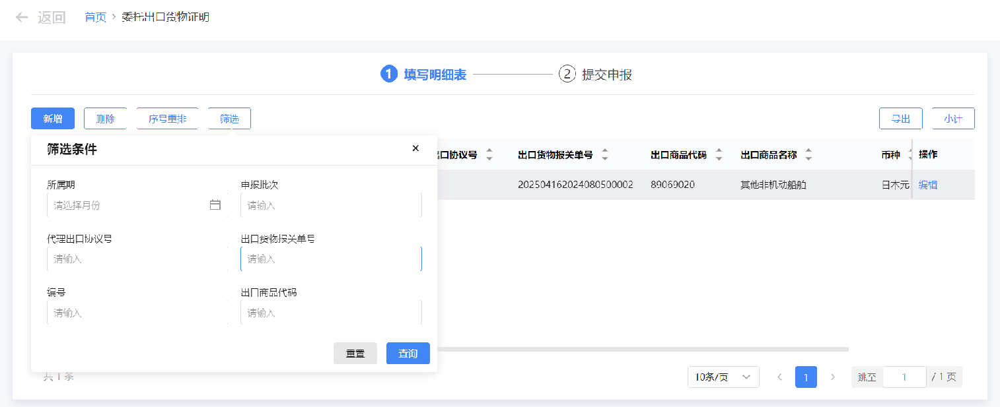 返回 首页 > 委托出口货物证明
1 填写明细表 2 提交申报
新增 删除 序号重排 筛选 导出 小计
筛选条件
出口协议号 出口货物报关单号 出口商品代码 出口商品名称 币种 操作
202504162024080500002 89069020 其他非机动船舶 日本元 编辑
所属期 申报批次
请选择月份 请输入
代理出口协议号 出口货物报关单号
请输入 请输入
编号 出口商品代码
请输入 请输入
重置 查询
共 1 条 10条/页 1 跳至 1 / 1 页